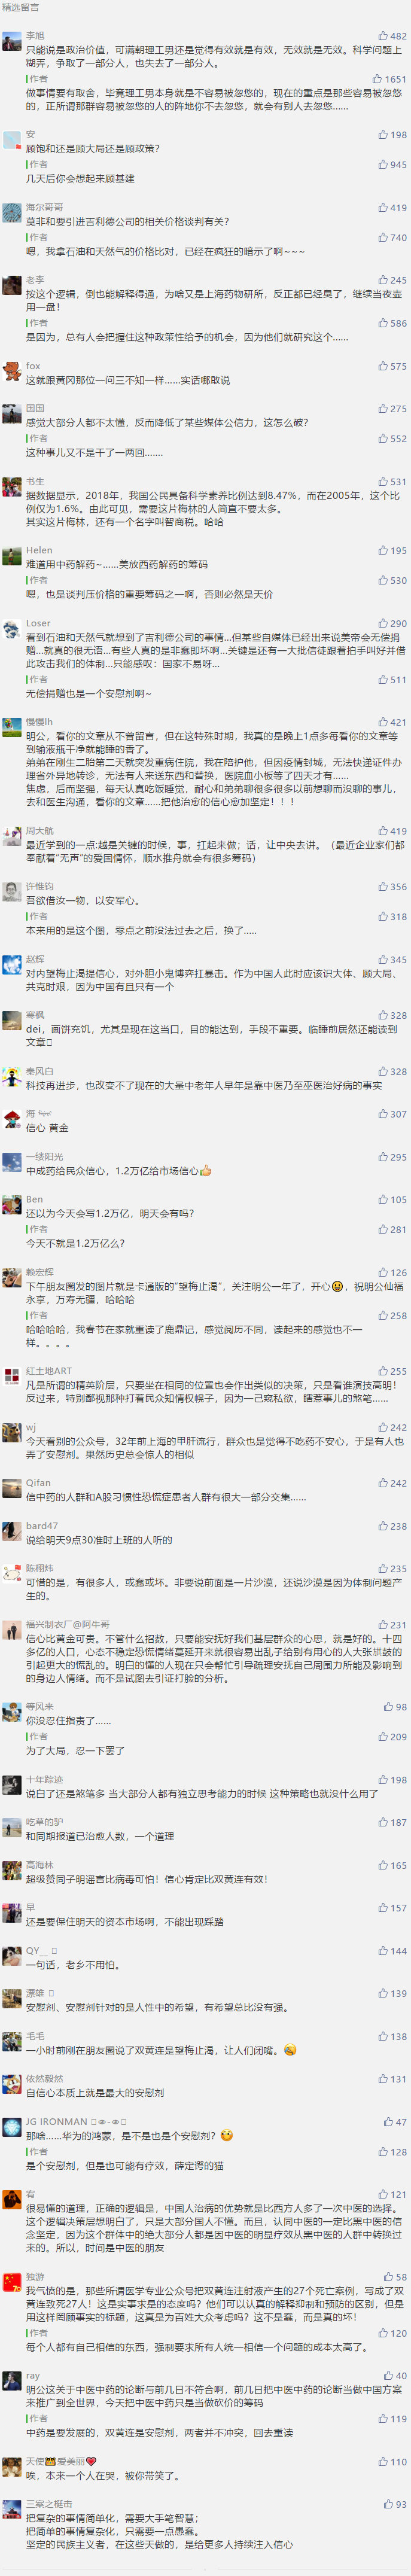 精选留言
李旭
482
只能说是政治价值，可满朝理工男还是觉得有效就是有效，无效就是无效。科学问题上
糊弄，争取了一部分人，也失去了一部分人。
作者
1651
做事情要有取舍，毕竟理工男本身就是不容易被忽悠的，现在的重点是那些容易被忽悠
的，正所谓那群容易被忽悠的人的阵地你不去忽悠，就会有别人去忽悠……
安
198
顾饱和还是顾大局还是顾政策？
作者
945
几天后你会想起来顾基建
海尔哥哥
419
莫非和要引进吉利德公司的相关价格谈判有关？
作者
740
嗯，我拿石油和天然气的价格比对，已经在疯狂的暗示了啊~~~
老李
245
按这个逻辑，倒也能解释得通，为啥又是上海药物研所，反正都已经臭了，继续当夜壶
用一盘！
作者
586
是因为，总有人会把握住这种政策性给予的机会，因为他们就研究这个……
fox
575
这就跟黄冈那位一问三不知一样……实话哪敢说
国国
275
感觉大部分人都不太懂，反而降低了某些媒体公信力，这怎么破？
作者
552
这种事儿又不是干了一两回.......
书生
531
据数据显示，2018年，我国公民具备科学素养比例达到8.47%，而在2005年，这个比
例仅为1.6%。由此可见，需要这片梅林的人简直不要太多。
其实这片梅林，还有一个名字叫智商税。哈哈
Helen
195
难道用中药解药~……美放西药解药的筹码
作者
530
嗯，也是谈判压价格的重要筹码之一啊，否则必然是天价
Loser
290
看到石油和天然气就想到了吉利德公司的事情…但某些自媒体已经出来说美帝会无偿捐
赠…就真的很无语…有些人真的是非蠢即坏啊…关键是还有一大批信徒跟着拍手叫好并借
此攻击我们的体制…只能感叹：国家不易呀…
作者
511
无偿捐赠也是一个安慰剂啊~
慢慢lh
421
明公，看你的文章从不曾留言，但在这特殊时期，我真的是晚上1点多每看你的文章等
到输液瓶干净就能睡的香了。
弟弟在刚生二胎第二天就突发重病住院，我在陪护他，但因疫情封城，无法快递证件办
理省外异地转诊，无法有人来送东西和替换，医院血小板等了四天才有……
焦虑，后而坚强，每天认真吃饭睡觉，耐心和弟弟聊很多很多以前想聊而没聊的事儿，
去和医生沟通，看你的文章……把他治愈的信心愈加坚定！！！
周大航
419
最近学到的一点:越是关键的时候，事，扛起来做；话，让中央去讲。（最近企业家们都
奉献着“无声”的爱国情怀，顺水推舟就会有很多筹码）
许惟钧
356
吾欲借汝一物，以安军心。
作者
318
本来用的是这个图，零点之前没法过去之后，换了.....
赵辉
345
对内望梅止渴提信心，对外胆小鬼博弈扛暴击。作为中国人此时应该识大体、顾大局、
共克时艰，因为中国有且只有一个
寒枫
328
dei，画饼充饥，尤其是现在这当口，目的能达到，手段不重要。临睡前居然还能读到
文章
秦风白
328
科技再进步，也改变不了现在的大量中老年人早年是靠中医乃至巫医治好病的事实
海
307
信心 黄金
一缕阳光
295
中成药给民众信心，1.2万亿给市场信心👍
Ben
105
还以为今天会写1.2万亿，明天会有吗？
作者
281
今天不就是1.2万亿么？
赖宏辉
126
下午朋友圈发的图片就是卡通版的“望梅止渴”，关注明公一年了，开心😀，祝明公仙福
永享，万寿无疆，哈哈哈
作者
258
哈哈哈哈，我春节在家就重读了鹿鼎记，感觉阅历不同，读起来的感觉也不一
样。。。。
红土地ART
255
凡是所谓的精英阶层，只要坐在相同的位置也会作出类似的决策，只是看谁演技高明！
反过来，特别鄙视那种打着民众知情权幌子，因为一己窥私欲，瞎惹事儿的煞笔……
wj
242
今天看别的公众号，32年前上海的甲肝流行，群众也是觉得不吃药不安心，于是有人也
弄了安慰剂。果然历史总会惊人的相似
Qifan
242
信中药的人群和A股习惯性恐慌症患者人群有很大一部分交集……
bard47
238
说给明天9点30准时上班的人听的
陈栩炜
235
可惜的是，有很多人，或蠢或坏。非要说前面是一片沙漠，还说沙漠是因为体制问题产
生的。
福兴制衣厂@阿牛哥
231
信心比黄金可贵。不管什么招数，只要能安抚好我们基层群众的心思，就是好的。十四
多亿的人口，心态不稳定恐慌情绪蔓延开来就很容易出乱子给别有用心的人大张旗鼓的
引起更大的慌乱的。明白的懂的人现在只会帮忙引导疏理安抚自己周围力所能及影响到
的身边人情绪。而不是试图去引证打脸的分析。
等风来
98
你没忍住指责了……
作者
209
为了大局，忍一下罢了
十年踪迹
198
说白了还是煞笔多 当大部分人都有独立思考能力的时候 这种策略也就没什么用了
吃草的驴
187
和同期报道已治愈人数，一个道理
高海林
165
超级赞同子明谣言比病毒可怕！信心肯定比双黄连有效！
早
157
还是要保住明天的资本市场啊，不能出现踩踏
QY__
144
一句话，老乡不用怕。
漂雄
139
安慰剂、安慰剂针对的是人性中的希望，有希望总比没有强。
毛毛
138
一小时前刚在朋友圈说了双黄连是望梅止渴，让人们闭嘴。
依然毅然
131
自信心本质上就是最大的安慰剂
JG IRONMAN
47
那啥……华为的鸿蒙，是不是也是个安慰剂？
作者
128
是个安慰剂，但是也可能有疗效，薛定谔的猫
宥
121
很易懂的道理，正确的逻辑是，中国人治病的优势就是比西方人多了一次中医的选择。
这个逻辑决策层想明白了，只是大部分国人不懂。而且，认同中医的一定比黑中医的信
念坚定，因为这个群体中的绝大部分人都是因中医的明显疗效从黑中医的人群中转换过
来的。所以，时间是中医的朋友
独游
58
我气愤的是，那些所谓医学专业公众号把双黄连注射液产生的27个死亡案例，写成了双
黄连致死27人！这是实事求是的态度吗？他们可以认真的解释抑制和预防的区别，但是
用这样罔顾事实的标题，这真是为百姓大众考虑吗？这不是蠢，而是真的坏！
作者
120
每个人都有自己相信的东西，强制要求所有人统一相信一个问题的成本太高了。
ray
40
明公这关于中医中药的论断与前几日不符合啊，前几日把中医中药的论断当做中国方案
来推广到全世界，今天把中医中药只是当做砍价的筹码
作者
119
中药是要发展的，双黄连是安慰剂，两者并不冲突，回去重读
天使👸爱美丽💖
110
唉，本来一个人在哭，被你带笑了。
三案之梃击
93
把复杂的事情简单化，需要大手笔智慧；
把简单的事情复杂化，只需要一点愚蠢。
坚定的民族主义者，在这些天做的，是给更多人持续注入信心